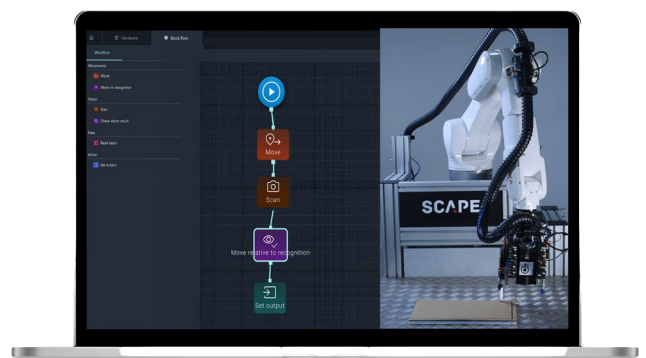 Hardware
Block flow
Workflow
Movements
Move
Move to recognition
Vision
Scan
Check vision result
Flow
Read input
Action
Set output
Move
Scan
Move relative to recognition
Set output
SCAPE